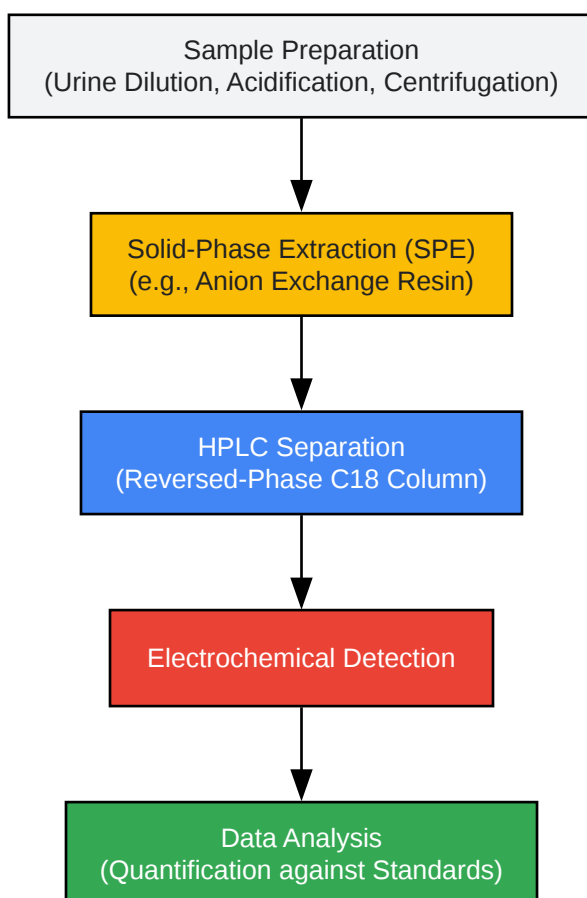 Sample Preparation
(Urine Dilution, Acidification, Centrifugation)
Solid-Phase Extraction (SPE)
(e.g., Anion Exchange Resin)
HPLC Separation
(Reversed-Phase C18 Column)
Electrochemical Detection
Data Analysis
(Quantification against Standards)